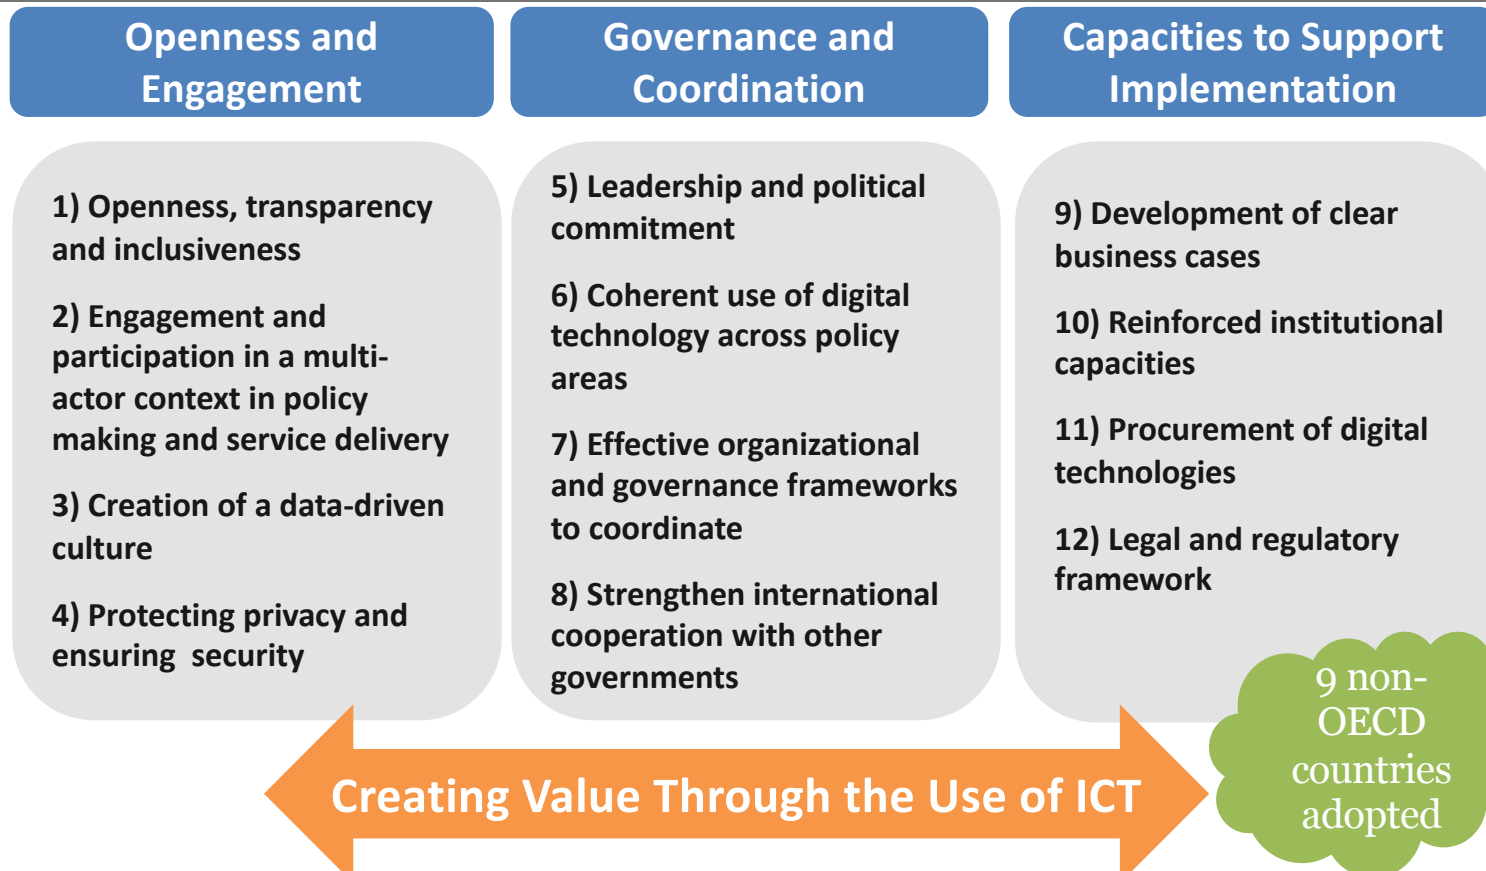 Openness and
Engagement
Governance and
Coordination
Capacities to Support
Implementation
1) Openness, transparency
and inclusiveness
2) Engagement and
participation in a multi-
actor context in policy
making and service delivery
3) Creation of a data-driven
culture
4) Protecting privacy and
ensuring  security
5) Leadership and political
commitment
6) Coherent use of digital
technology across policy
areas
7) Effective organizational
and governance frameworks
to coordinate
8) Strengthen international
cooperation with other
governments
9) Development of clear
business cases
10) Reinforced institutional
capacities
11) Procurement of digital
technologies
12) Legal and regulatory
framework
Creating Value Through the Use of ICT
9 non-
OECD
countries
adopted